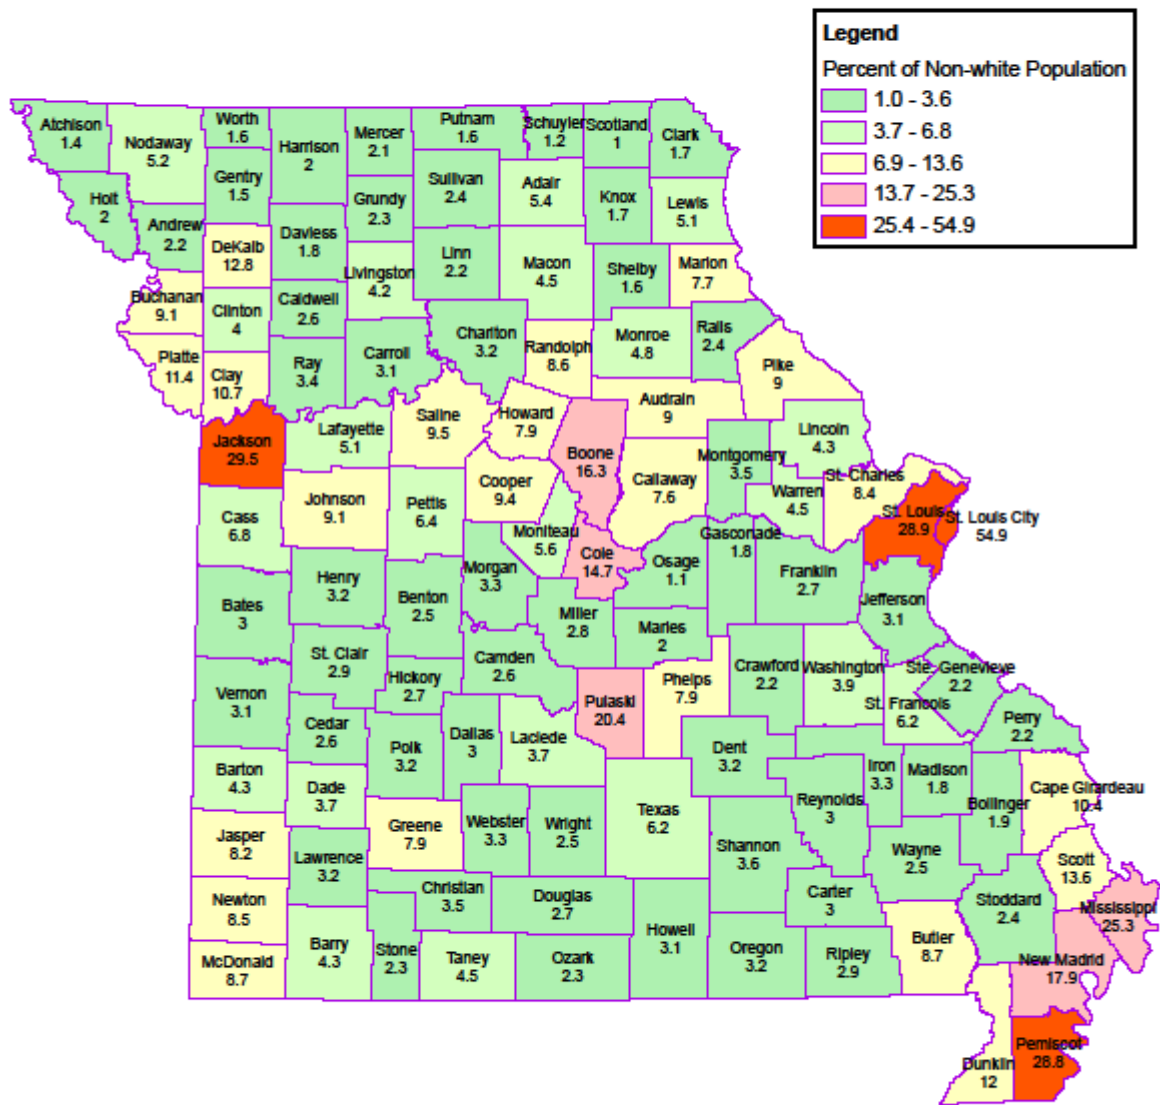 Legend
Percent of Non-white Population
1.0 - 3.6
3.7 - 6.8
6.9 - 13.6
13.7 - 25.3
25.4 - 54.9
Atchison
1.4
Nodaway
5.2
Worth
1.6
Harrison
2
Mercer
2.1
Putnam
1.6
Schuyler
1.2
Scotland
1
Clark
1.7
Holt
2
Andrew
2.2
Gentry
1.5
Grundy
2.3
Sullivan
2.4
Adair
5.4
Knox
1.7
Lewis
5.1
DeKalb
12.8
Daviess
1.8
Livingston
4.2
Linn
2.2
Macon
4.5
Shelby
1.6
Marion
7.7
Buchanan
9.1
Clinton
4
Caldwell
2.6
Chariton
3.2
Randolph
8.6
Monroe
4.8
Ralls
2.4
Platte
11.4
Clay
10.7
Ray
3.4
Carroll
3.1
Pike
9
Jackson
29.5
Lafayette
5.1
Saline
9.5
Howard
7.9
Boone
16.3
Audrain
9
Lincoln
4.3
Montgomery
3.5
Callaway
7.6
Warren
4.5
St. Charles
8.4
St. Louis
28.9
St. Louis City
54.9
Cass
6.8
Johnson
9.1
Pettis
6.4
Cooper
9.4
Moniteau
5.6
Cole
14.7
Osage
1.1
Gasconade
1.8
Franklin
2.7
Jefferson
3.1
Bates
3
Henry
3.2
Benton
2.5
Morgan
3.3
Miller
2.8
Maries
2
St. Clair
2.9
Hickory
2.7
Camden
2.6
Pulaski
20.4
Phelps
7.9
Crawford
2.2
Washington
3.9
Ste. Genevieve
2.2
St. Francois
6.2
Perry
2.2
Vernon
3.1
Cedar
2.6
Polk
3.2
Dallas
3
Laclede
3.7
Dent
3.2
Iron
3.3
Madison
1.8
Bollinger
1.9
Cape Girardeau
10.4
Barton
4.3
Dade
3.7
Greene
7.9
Webster
3.3
Wright
2.5
Texas
6.2
Shannon
3.6
Reynolds
3
Wayne
2.5
Scott
13.6
Jasper
8.2
Lawrence
3.2
Christian
3.5
Douglas
2.7
Howell
3.1
Carter
3
Stoddard
2.4
Mississippi
25.3
Newton
8.5
Barry
4.3
Stone
2.3
Taney
4.5
Ozark
2.3
Oregon
3.2
Ripley
2.9
Butler
8.7
New Madrid
17.9
McDonald
8.7
Dunklin
12
Pemiscot
28.8